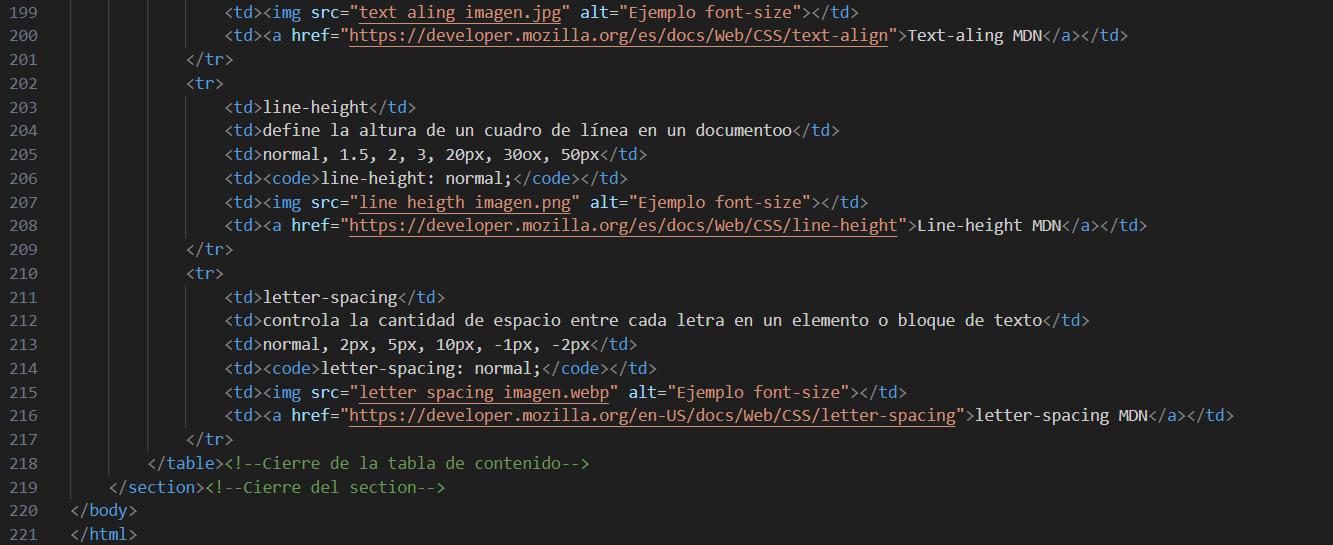 199 <td><img src="text aling imagen.jpg" alt="Ejemplo font-size"></td>
200 <td><a href="https://developer.mozilla.org/es/docs/Web/CSS/text-align">Text-aling MDN</a></td>
201 </tr>
202 <tr>
203 <td>line-height</td>
204 <td>define la altura de un cuadro de línea en un documentoo</td>
205 <td>normal, 1.5, 2, 3, 20px, 30ox, 50px</td>
206 <td><code>line-height: normal;</code></td>
207 <td><img src="line heigth imagen.png" alt="Ejemplo font-size"></td>
208 <td><a href="https://developer.mozilla.org/es/docs/Web/CSS/line-height">Line-height MDN</a></td>
209 </tr>
210 <tr>
211 <td>letter-spacing</td>
212 <td>controla la cantidad de espacio entre cada letra en un elemento o bloque de texto</td>
213 <td>normal, 2px, 5px, 10px, -1px, -2px</td>
214 <td><code>letter-spacing: normal;</code></td>
215 <td><img src="letter spacing imagen.webp" alt="Ejemplo font-size"></td>
216 <td><a href="https://developer.mozilla.org/en-US/docs/Web/CSS/letter-spacing">letter-spacing MDN</a></td>
217 </tr>
218 </table><!--Cierre de la tabla de contenido-->
219 </section><!--Cierre del section-->
220 </body>
221 </html>